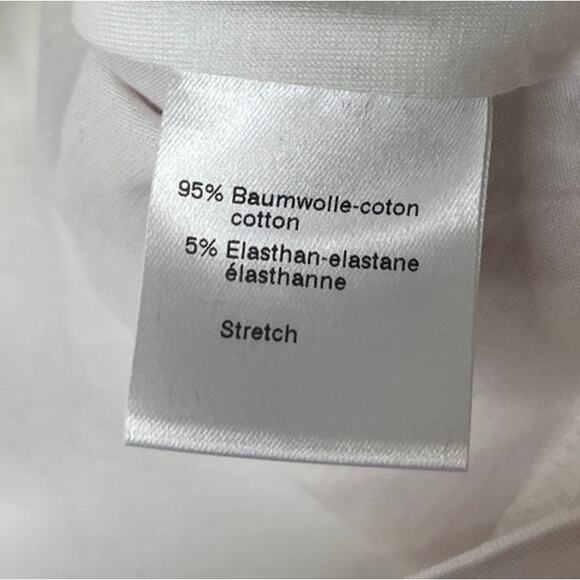 95% Baumwolle-coton
cotton
5% Elasthan-elastane
élasthanne
Stretch